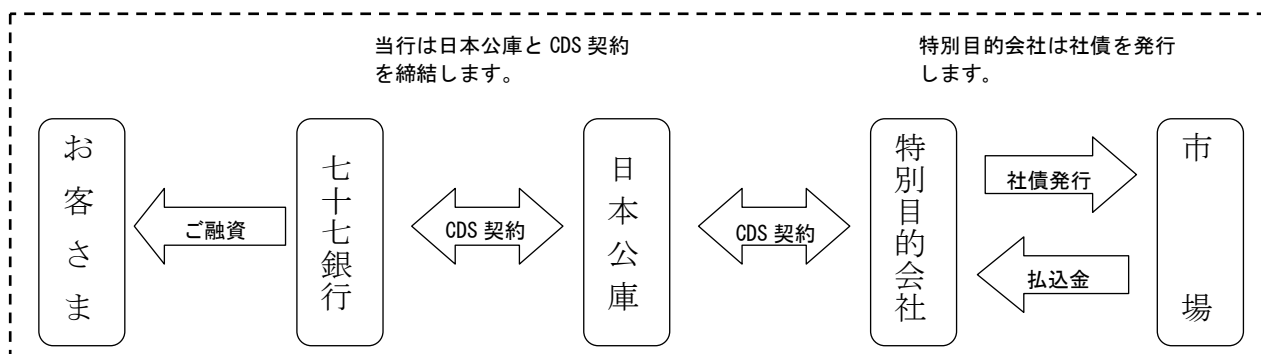 当行は日本公庫と CDS 契約
を締結します。
特別目的会社は社債を発行
します。
お客さま
ご融資
七十七銀行
CDS 契約
日本公庫
CDS 契約
特別目的会社
社債発行
払込金
市場